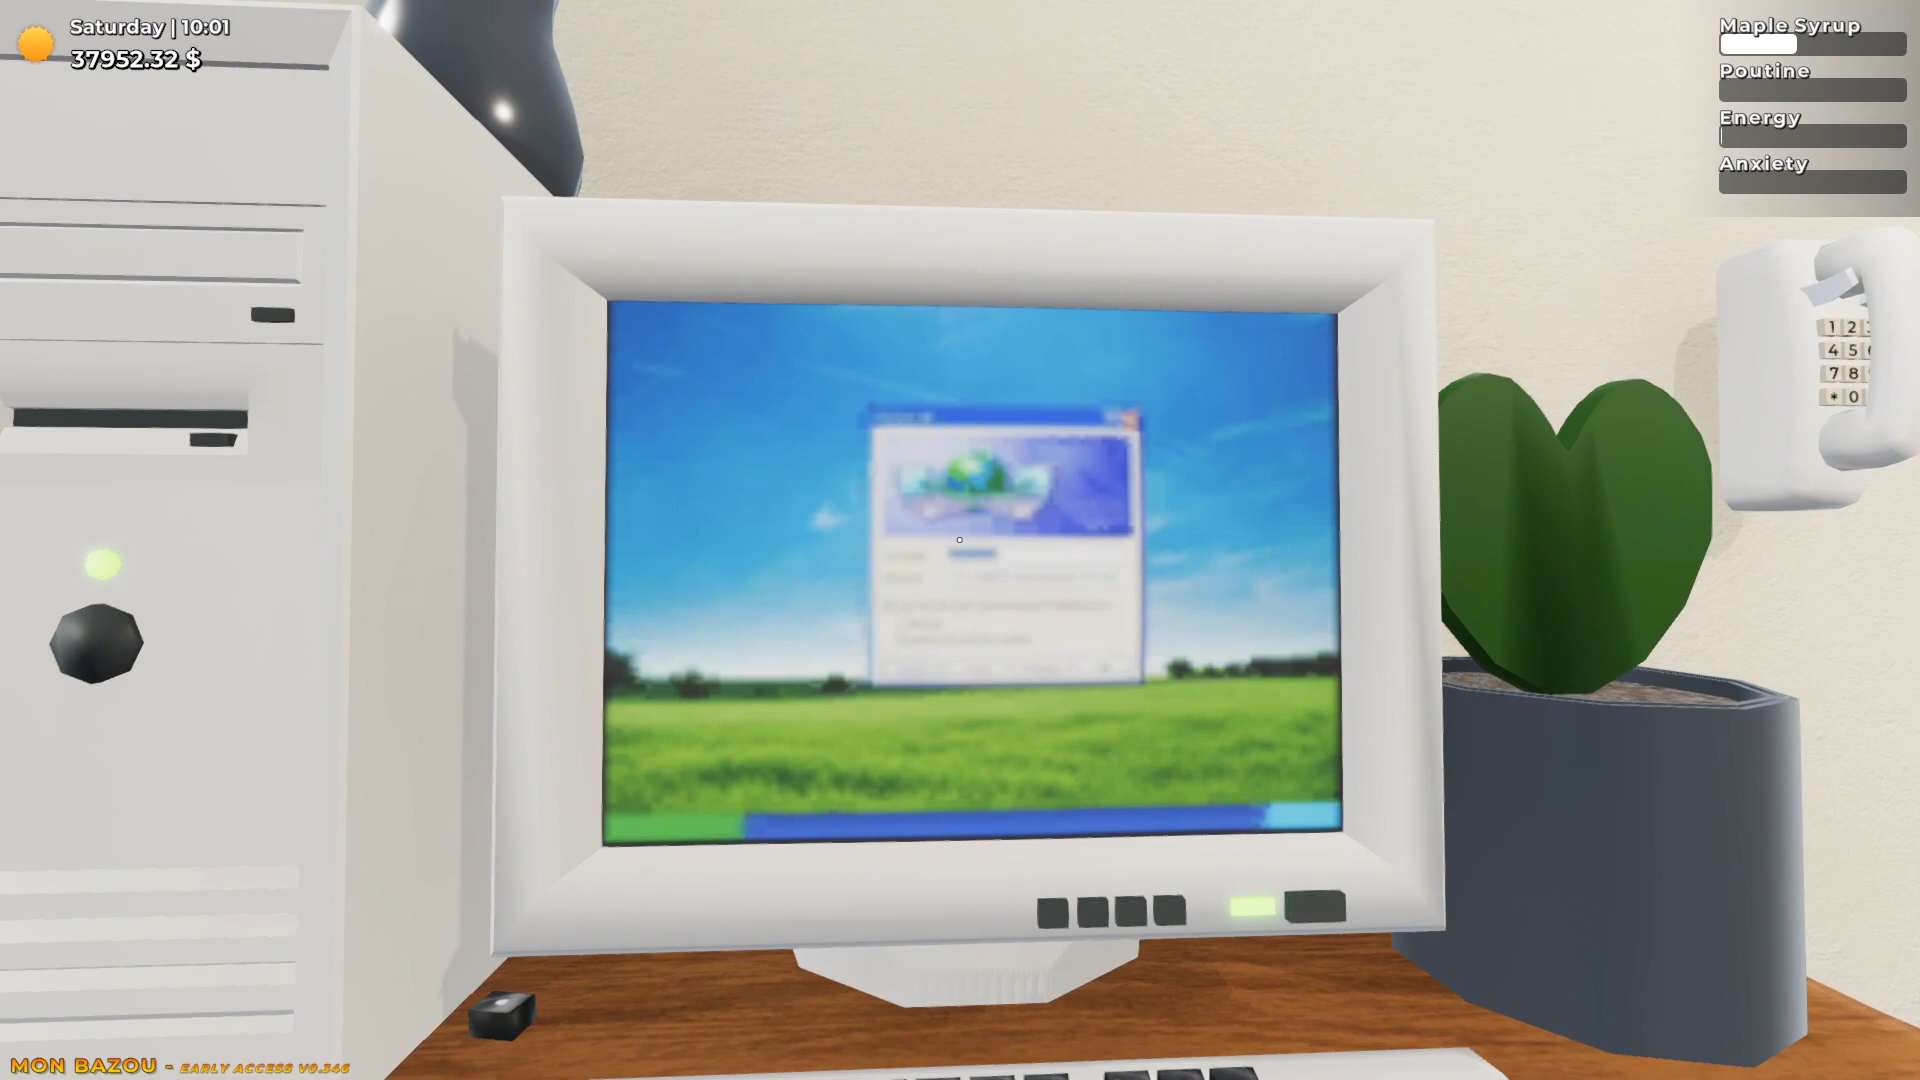 Saturday | 10:01
37952.32 $
Maple Syrup
Poutine
Energy
Anxiety
1 2
4 5
7 8
* 0
MON BAZOU - EARLY ACCESS V0.346